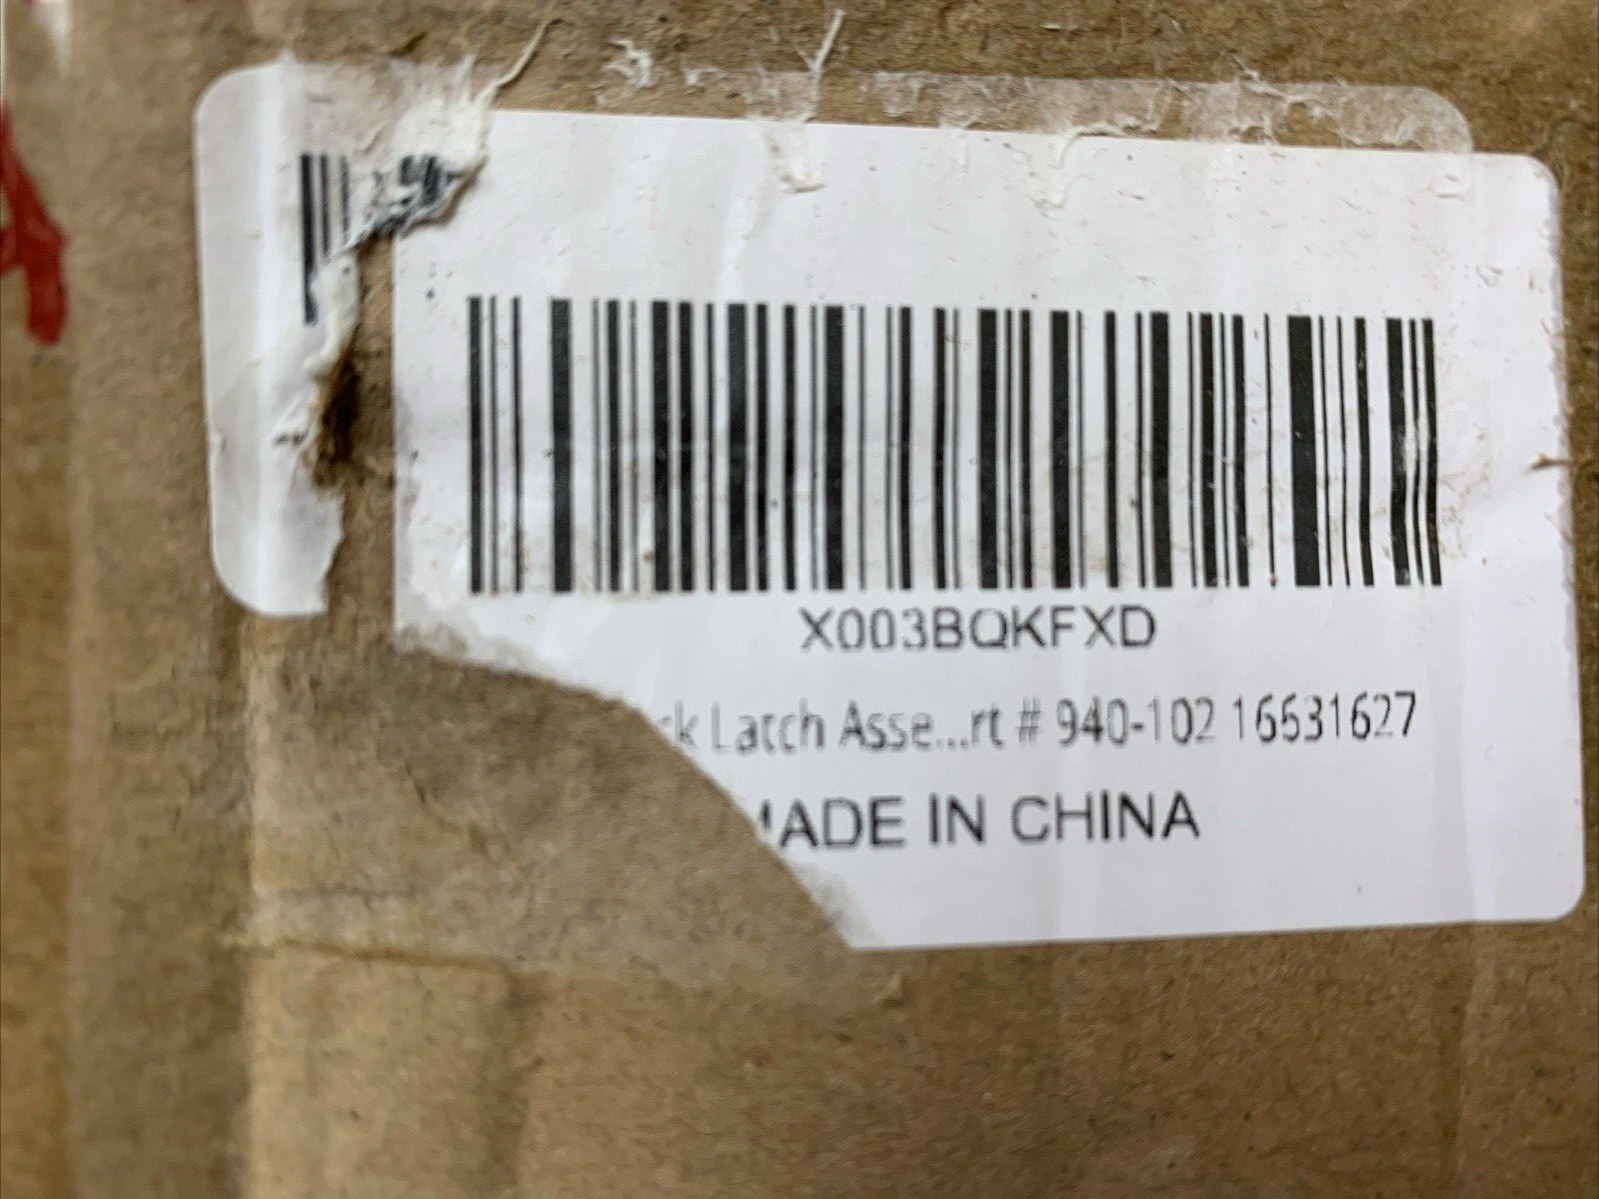 X003BQKFXD
ck Latch Asse...rt # 940-102 16631627
MADE IN CHINA